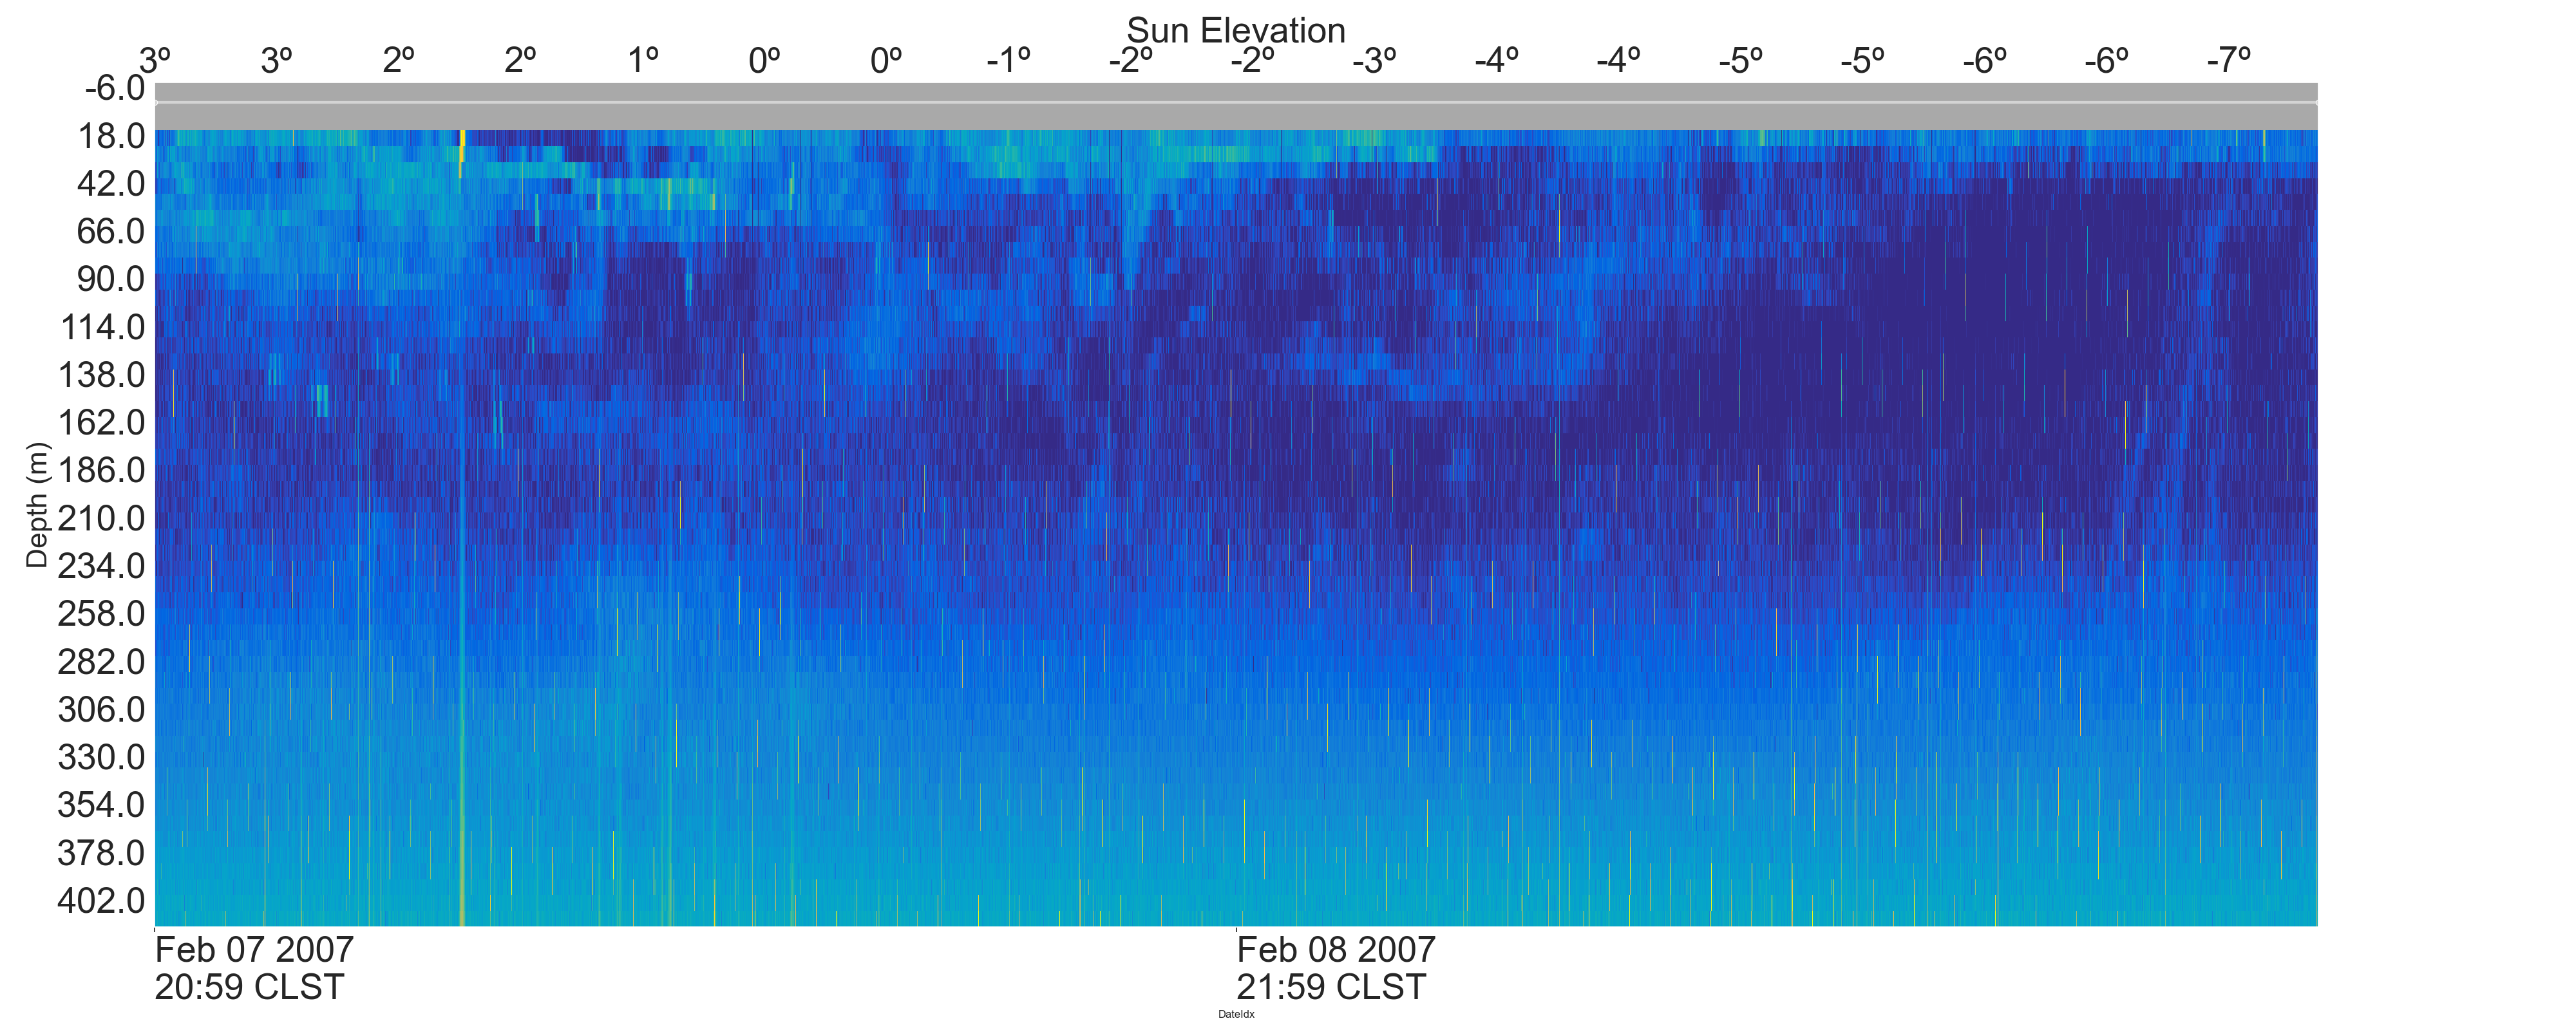 Sun Elevation
3º 3º 2º 2º 1º 0º 0º -1º -2º -2º -3º -4º -4º -5º -5º -6º -6º -7º
-6.0
18.0
42.0
66.0
90.0
114.0
138.0
162.0
186.0
210.0
234.0
258.0
282.0
306.0
330.0
354.0
378.0
402.0
Depth (m)
Feb 07 2007
20:59 CLST
Feb 08 2007
21:59 CLST
DateIdx